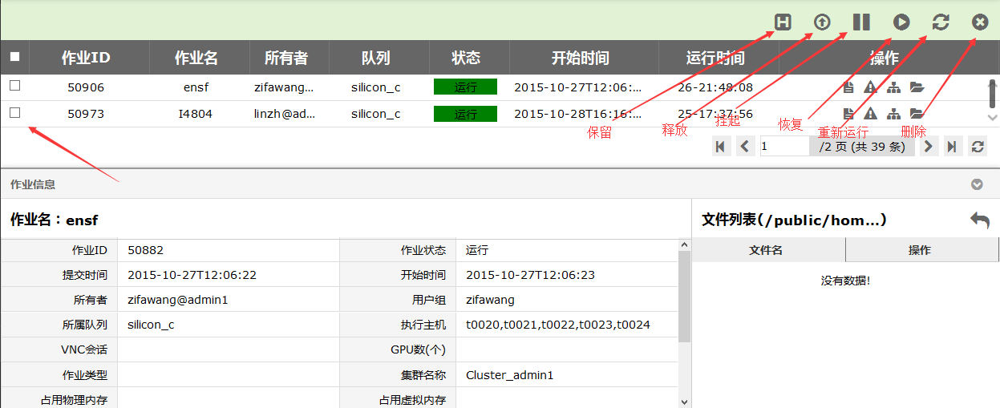 作业ID 作业名 所有者 队列 状态 开始时间 运行时间 操作
50906 ensf zifawang... silicon_c 运行 2015-10-27T12:06:... 26-21:48:08
50973 I4804 linzh@ad... silicon_c 运行 2015-10-28T16:16:... 25-17:37:56
保留 释放 挂起 恢复 重新运行 删除
1 /2 页 (共 39 条)
作业信息
作业名：ensf
作业ID 50882 作业状态 运行
提交时间 2015-10-27T12:06:22 开始时间 2015-10-27T12:06:23
所有者 zifawang@admin1 用户组 zifawang
所属队列 silicon_c 执行主机 t0020,t0021,t0022,t0023,t0024
VNC会话 GPU数(个)
作业类型 集群名称 Cluster_admin1
占用物理内存 占用虚拟内存
文件列表(/public/hom...)
文件名 操作
没有数据!